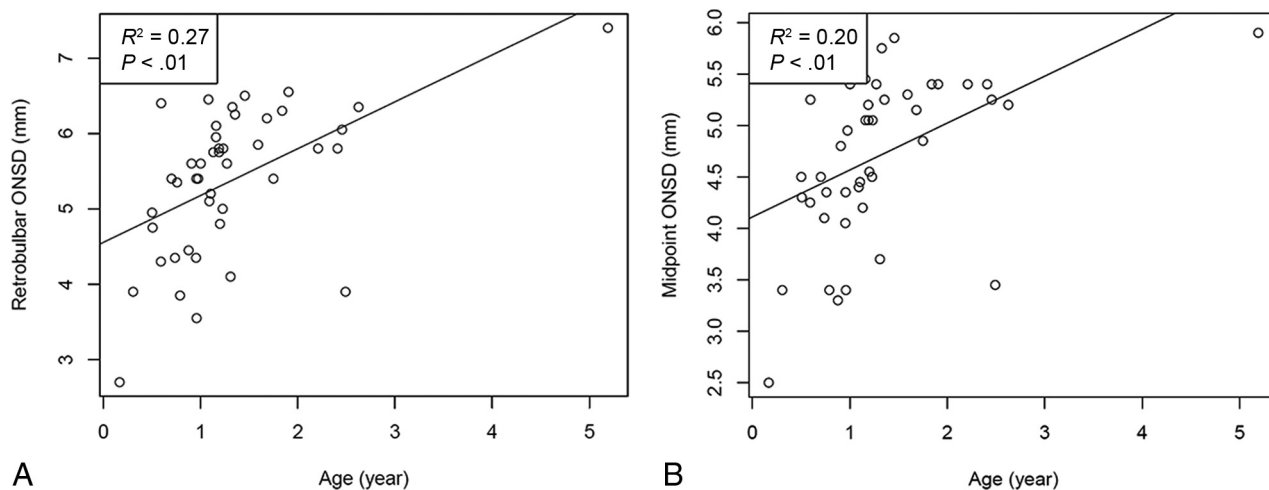 R² = 0.27
P < .01
Retrobulbar ONSD (mm)
7
6
5
4
3
0 1 2 3 4 5
Age (year)
A
R² = 0.20
P < .01
Midpoint ONSD (mm)
6.0
5.5
5.0
4.5
4.0
3.5
3.0
2.5
0 1 2 3 4 5
Age (year)
B